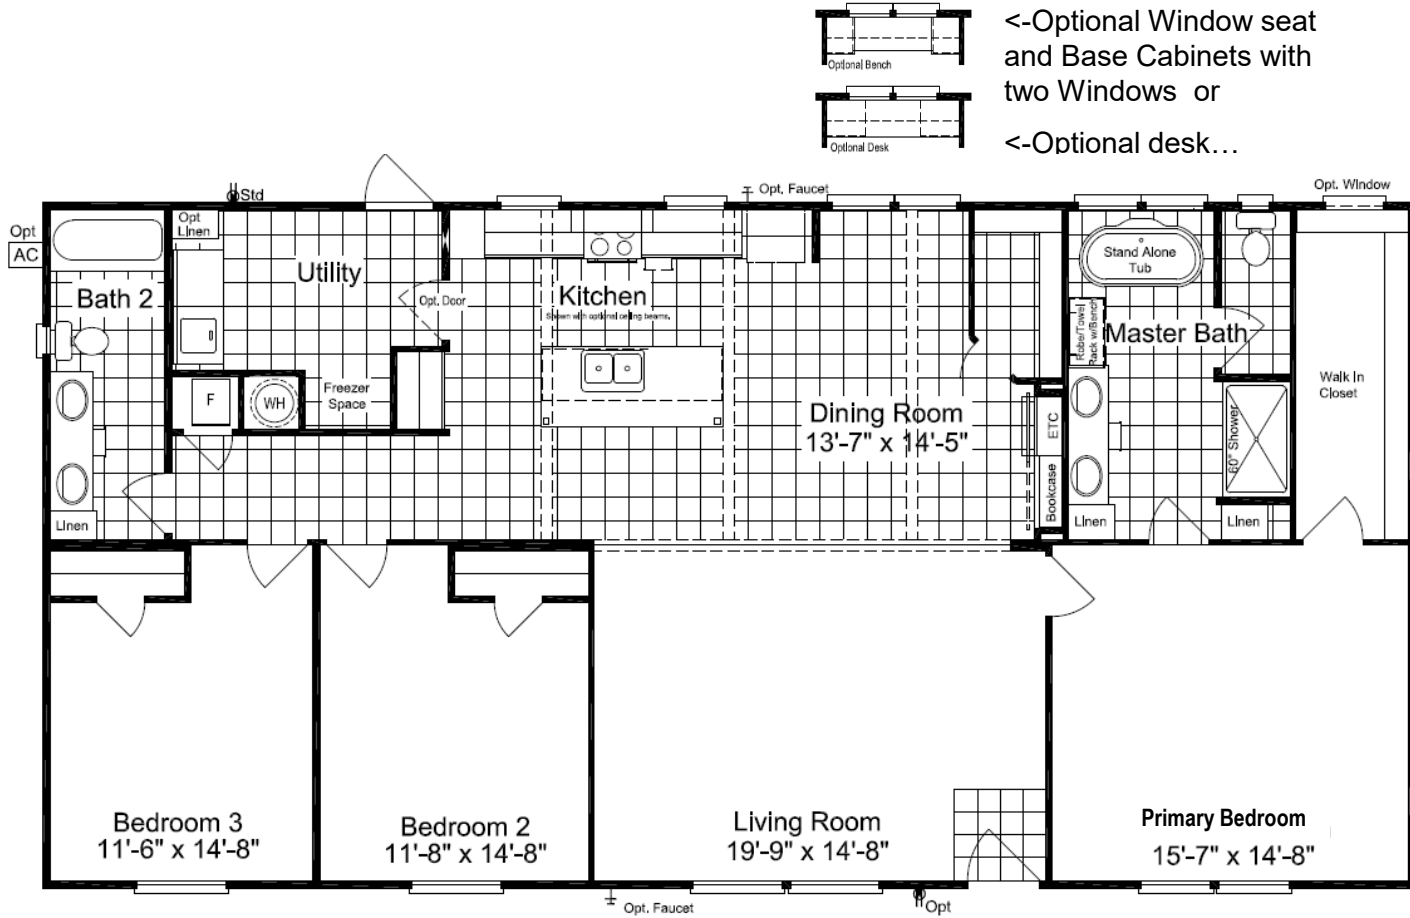 <-Optional Window seat
and Base Cabinets with
two Windows or
<-Optional desk...
Optional Bench
Optional Desk
Std
Opt. Faucet
Opt. Window
Opt
AC
Opt
Linen
Utility
Bath 2
Opt. Door
Kitchen
Shown with optional ceiling beams.
Stand Alone
Tub
Robe/Towel
Rack w/Bench
Master Bath
Walk In
Closet
F
WH
Freezer
Space
Dining Room
13'-7" x 14'-5"
ETC
Bookcase
60" Shower
Linen
Linen
Linen
Bedroom 3
11'-6" x 14'-8"
Bedroom 2
11'-8" x 14'-8"
Living Room
19'-9" x 14'-8"
Primary Bedroom
15'-7" x 14'-8"
Opt. Faucet
Opt